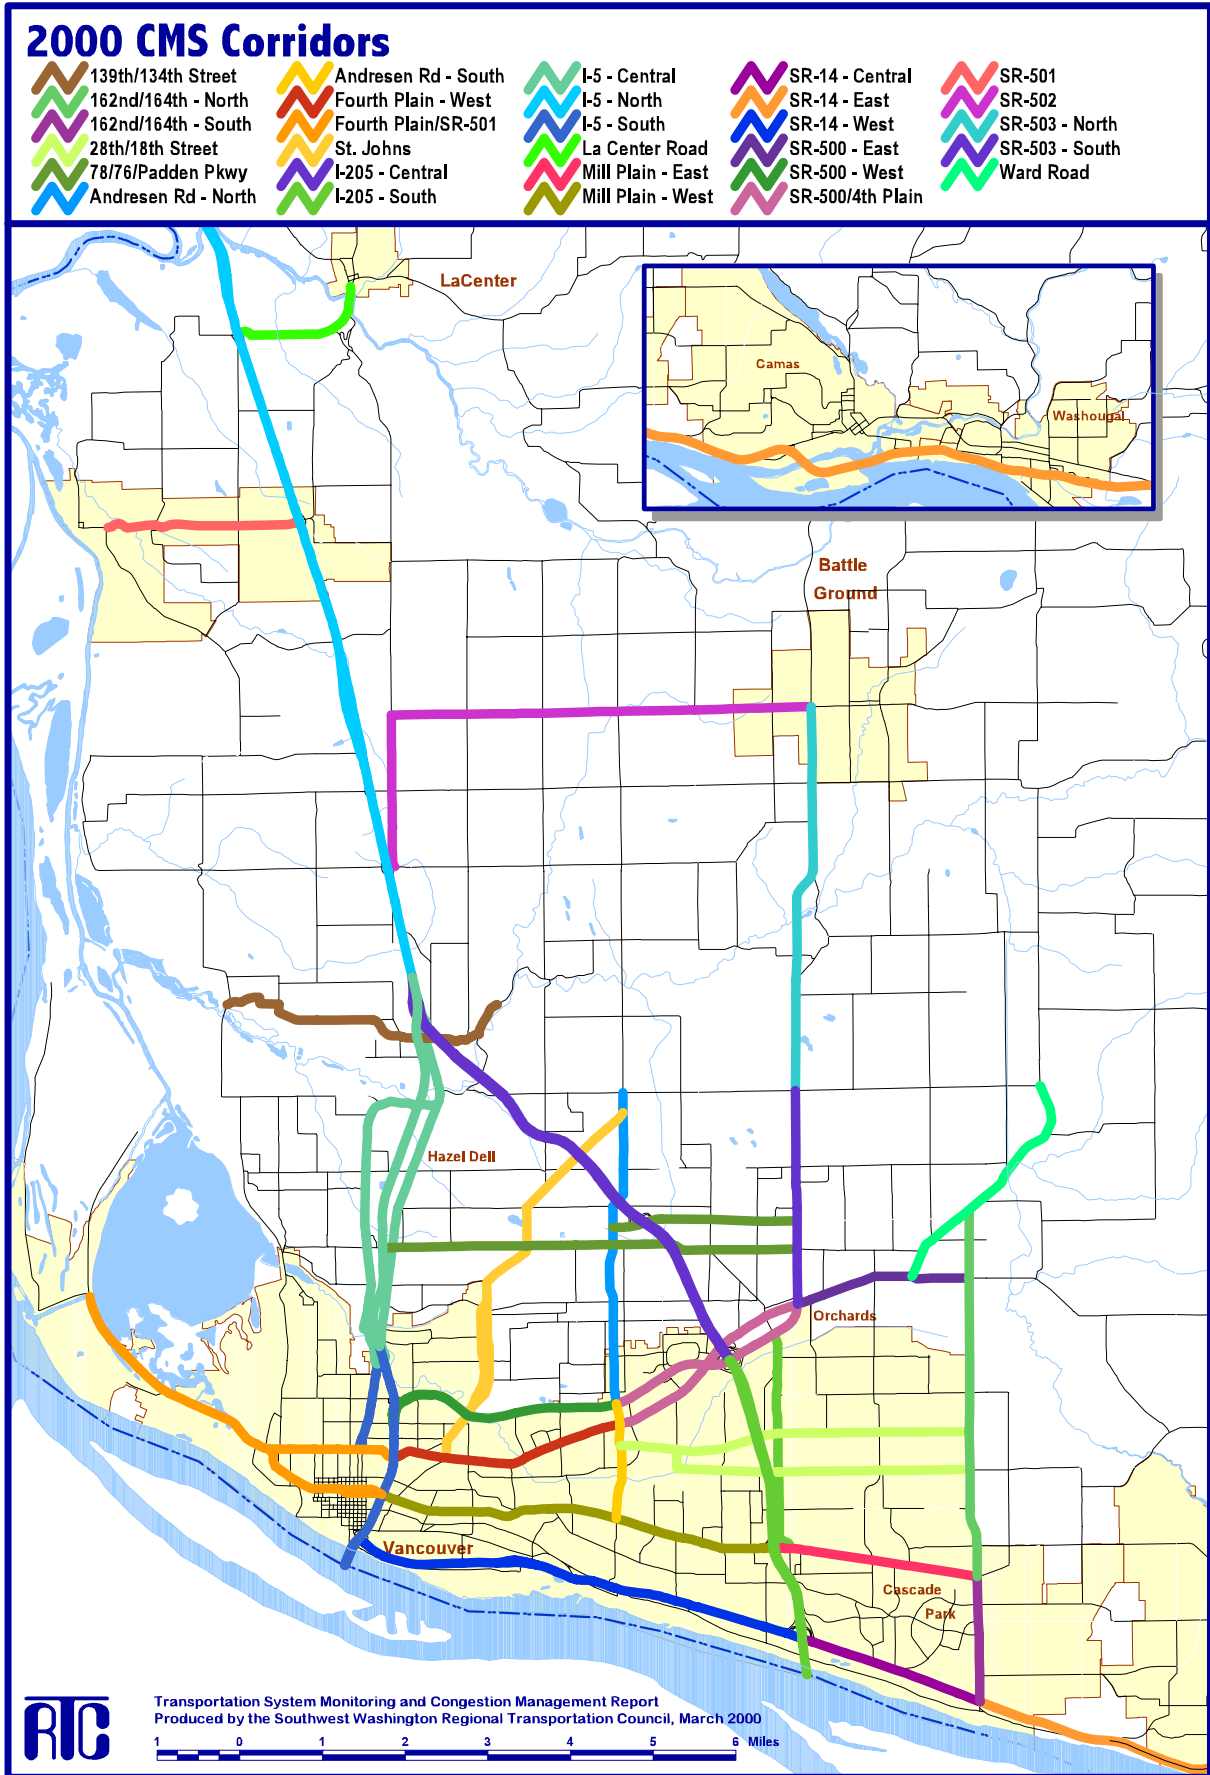 2000 CMS Corridors
139th/134th Street
162nd/164th - North
162nd/164th - South
28th/18th Street
78/76/Padden Pkwy
Andresen Rd - North
Andresen Rd - South
Fourth Plain - West
Fourth Plain/SR-501
St. Johns
I-205 - Central
I-205 - South
I-5 - Central
I-5 - North
I-5 - South
La Center Road
Mill Plain - East
Mill Plain - West
SR-14 - Central
SR-14 - East
SR-14 - West
SR-500 - East
SR-500 - West
SR-500/4th Plain
SR-501
SR-502
SR-503 - North
SR-503 - South
Ward Road
LaCenter
Camas
Washougal
Battle
Ground
Hazel Dell
Orchards
Vancouver
Cascade
Park
RTC
Transportation System Monitoring and Congestion Management Report
Produced by the Southwest Washington Regional Transportation Council, March 2000
1 0 1 2 3 4 5 6 Miles